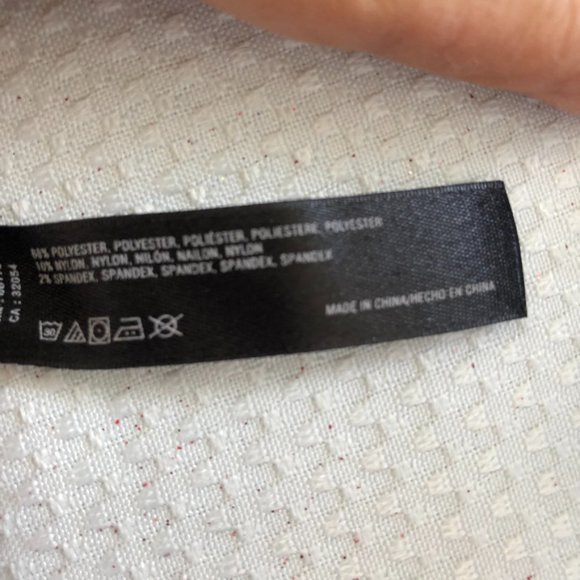 POLYESTER, POLYESTER, POLIÉSTER, POLIESTERE, POLYESTER
10% NYLON, NYLON, NILÓN, NAILON, NYLON
2% SPANDEX, SPANDEX, SPANDEX, SPANDEX, SPANDEX
MADE IN CHINA/HECHO EN CHINA
CA : 32054
30